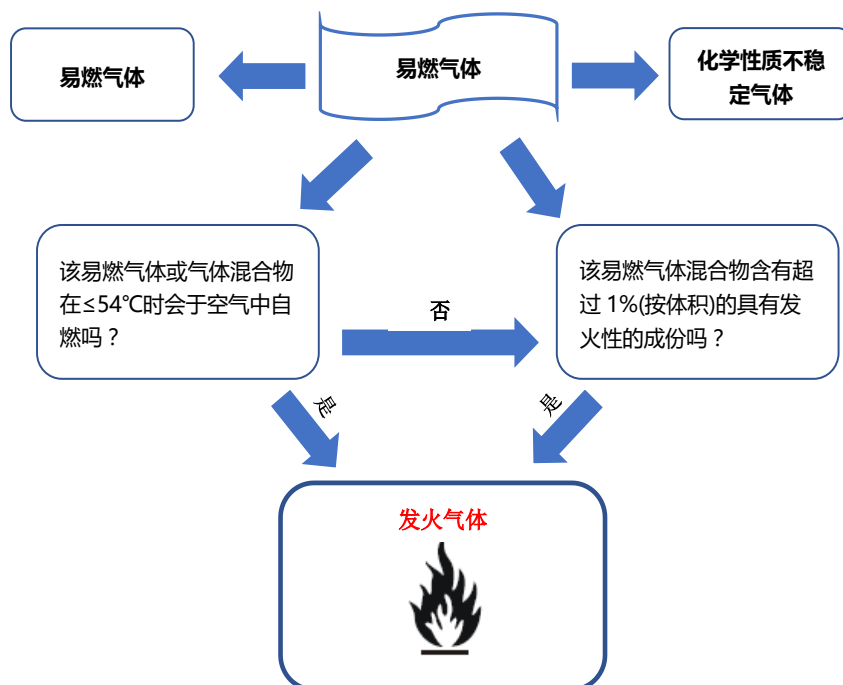 易燃气体
易燃气体
化学性质不稳
定气体
该易燃气体或气体混合物
在≤54℃时会于空气中自
燃吗？
否
该易燃气体混合物含有超
过 1%(按体积)的具有发
火性的成份吗？
是
是
发火气体